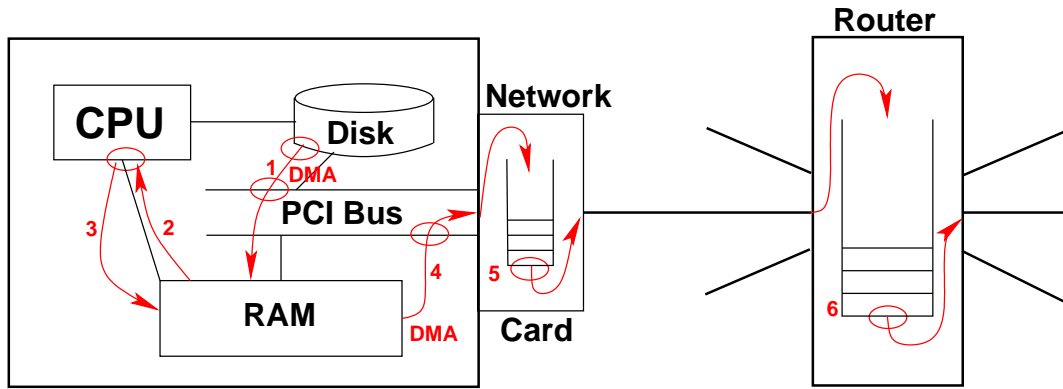 Router
Network
CPU
Disk
1
DMA
PCI Bus
3
2
4
5
RAM
DMA
6
Card